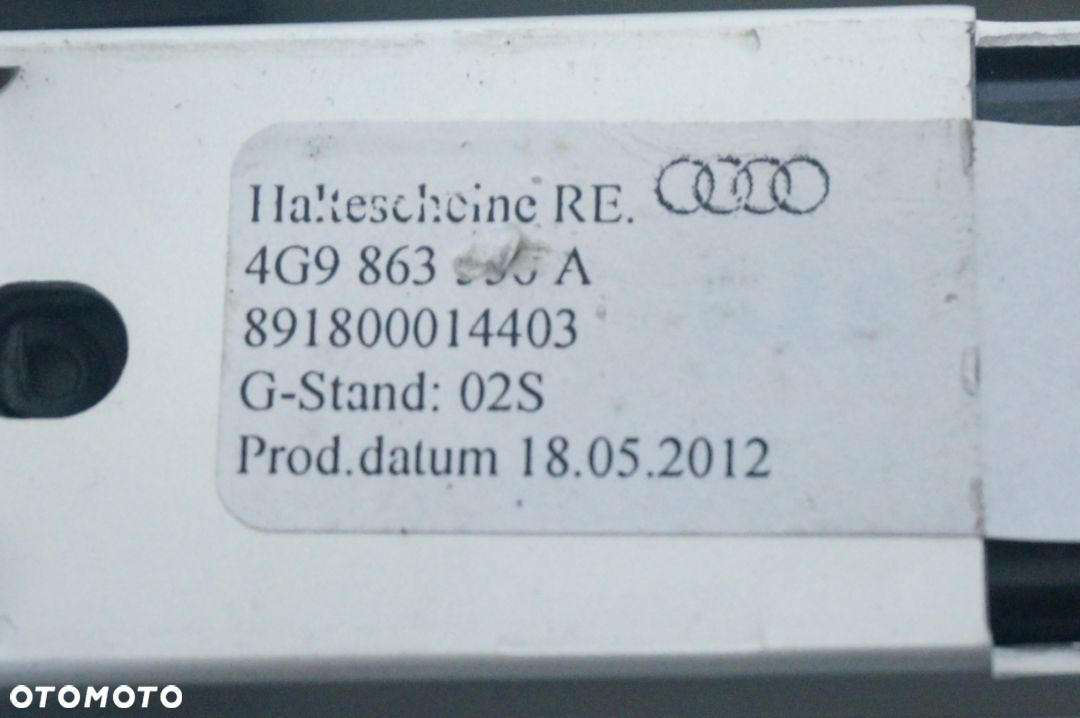 Haltescheine RE.
4G9 863 A
891800014403
G-Stand: 02S
Prod.datum 18.05.2012
OTOMOTO